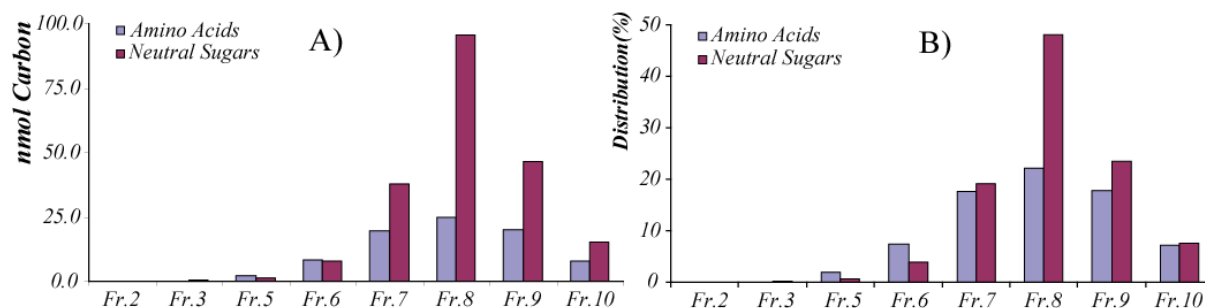 100.0
75.0
50.0
25.0
0.0
nmol Carbon
Amino Acids
Neutral Sugars
A)
Fr.2 Fr.3 Fr.5 Fr.6 Fr.7 Fr.8 Fr.9 Fr.10
50
40
30
20
10
0
Distribution(%)
Amino Acids
Neutral Sugars
B)
Fr.2 Fr.3 Fr.5 Fr.6 Fr.7 Fr.8 Fr.9 Fr.10